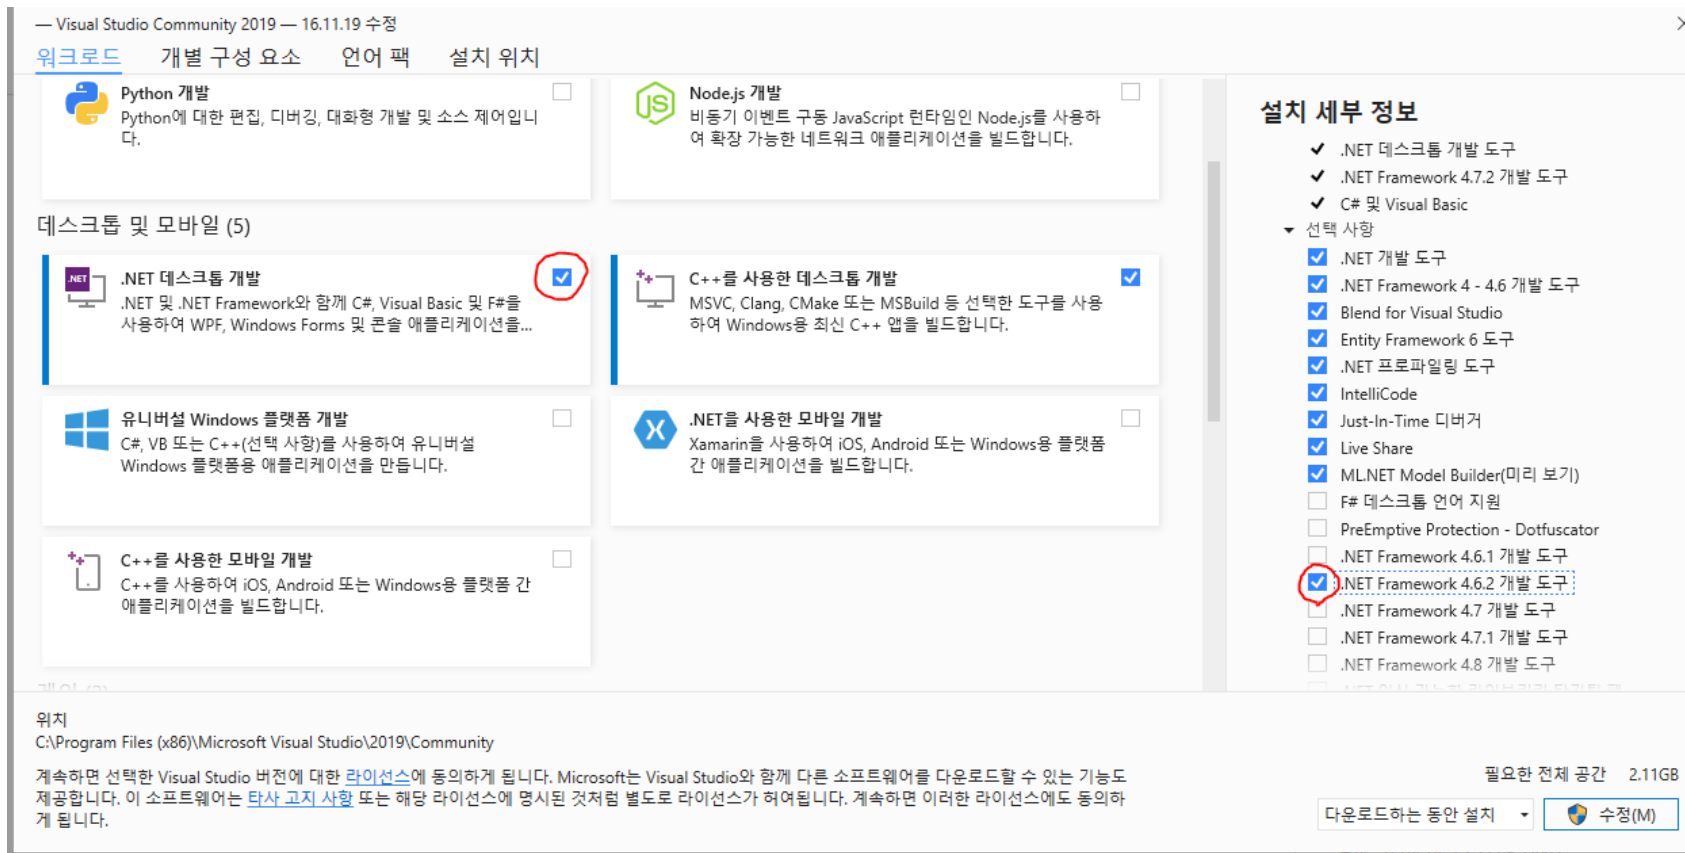 — Visual Studio Community 2019 — 16.11.19 수정
워크로드 개별 구성 요소 언어 팩 설치 위치
Python 개발
Python에 대한 편집, 디버깅, 대화형 개발 및 소스 제어입니
다.
Node.js 개발
비동기 이벤트 구동 JavaScript 런타임인 Node.js를 사용하
여 확장 가능한 네트워크 애플리케이션을 빌드합니다.
데스크톱 및 모바일 (5)
.NET
.NET 데스크톱 개발
.NET 및 .NET Framework와 함께 C#, Visual Basic 및 F#을
사용하여 WPF, Windows Forms 및 콘솔 애플리케이션을...
C++를 사용한 데스크톱 개발
MSVC, Clang, CMake 또는 MSBuild 등 선택한 도구를 사용
하여 Windows용 최신 C++ 앱을 빌드합니다.
유니버설 Windows 플랫폼 개발
C#, VB 또는 C++(선택 사항)를 사용하여 유니버설
Windows 플랫폼용 애플리케이션을 만듭니다.
.NET을 사용한 모바일 개발
Xamarin을 사용하여 iOS, Android 또는 Windows용 플랫폼
간 애플리케이션을 빌드합니다.
C++를 사용한 모바일 개발
C++를 사용하여 iOS, Android 또는 Windows용 플랫폼 간
애플리케이션을 빌드합니다.
설치 세부 정보
.NET 데스크톱 개발 도구
.NET Framework 4.7.2 개발 도구
C# 및 Visual Basic
선택 사항
.NET 개발 도구
.NET Framework 4 - 4.6 개발 도구
Blend for Visual Studio
Entity Framework 6 도구
.NET 프로파일링 도구
IntelliCode
Just-In-Time 디버거
Live Share
ML.NET Model Builder(미리 보기)
F# 데스크톱 언어 지원
PreEmptive Protection - Dotfuscator
.NET Framework 4.6.1 개발 도구
.NET Framework 4.6.2 개발 도구
.NET Framework 4.7 개발 도구
.NET Framework 4.7.1 개발 도구
.NET Framework 4.8 개발 도구
위치
C:\Program Files (x86)\Microsoft Visual Studio\2019\Community
계속하면 선택한 Visual Studio 버전에 대한 라이선스에 동의하게 됩니다. Microsoft는 Visual Studio와 함께 다른 소프트웨어를 다운로드할 수 있는 기능도
제공합니다. 이 소프트웨어는 타사 고지 사항 또는 해당 라이선스에 명시된 것처럼 별도로 라이선스가 허여됩니다. 계속하면 이러한 라이선스에도 동의하
게 됩니다.
필요한 전체 공간 2.11GB
다운로드하는 동안 설치
수정(M)